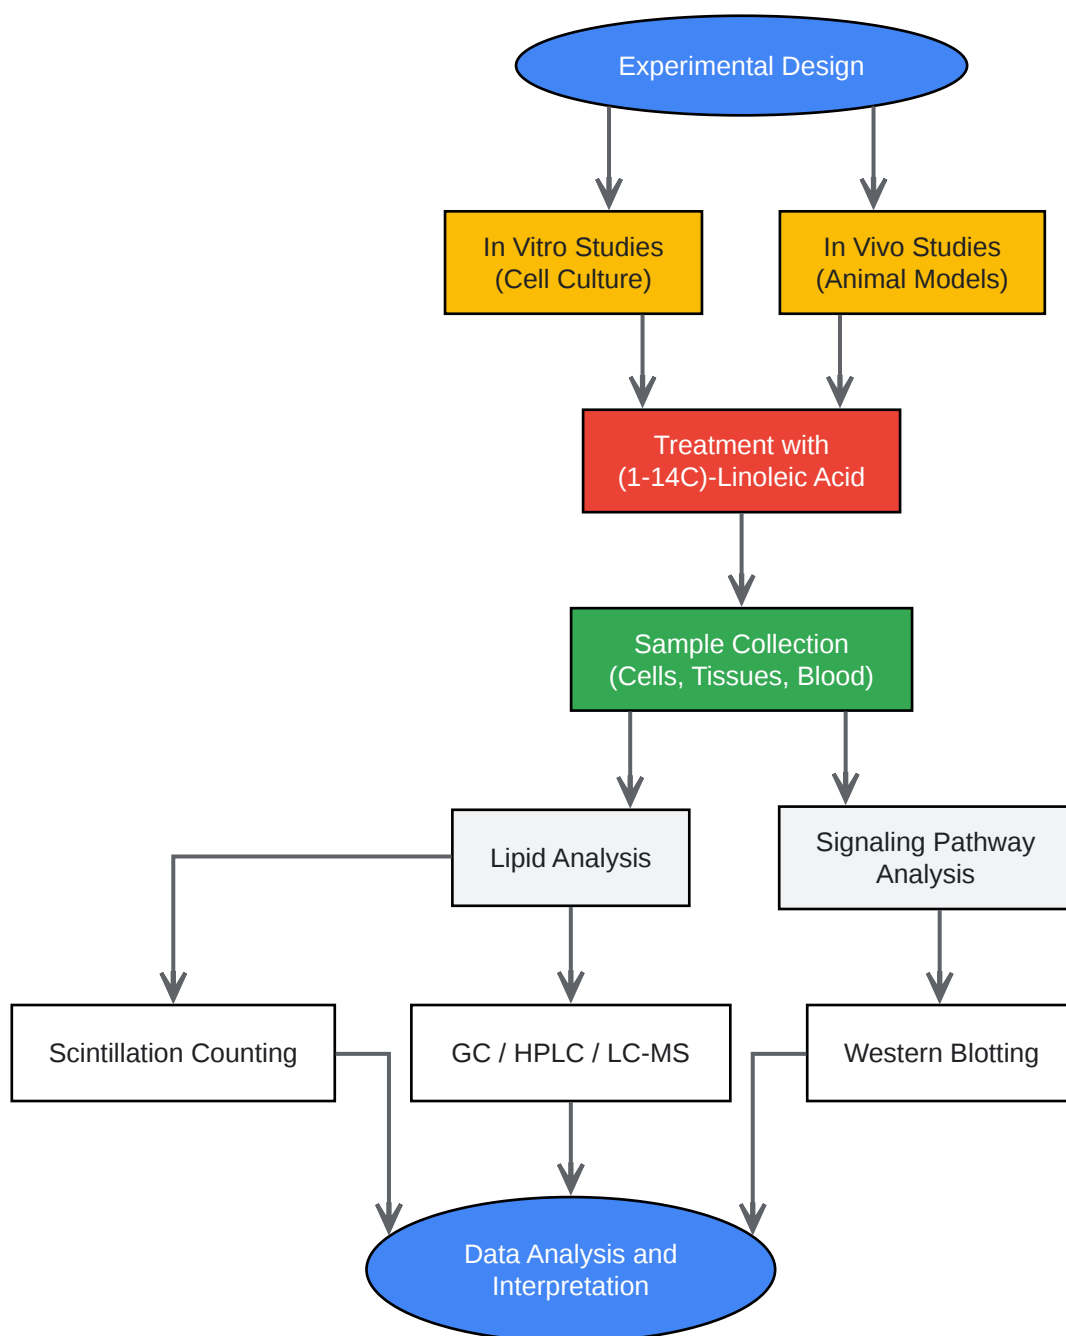 Experimental Design
In Vitro Studies
(Cell Culture)
In Vivo Studies
(Animal Models)
Treatment with
(1-14C)-Linoleic Acid
Sample Collection
(Cells, Tissues, Blood)
Lipid Analysis
Signaling Pathway
Analysis
Scintillation Counting
GC / HPLC / LC-MS
Western Blotting
Data Analysis and
Interpretation